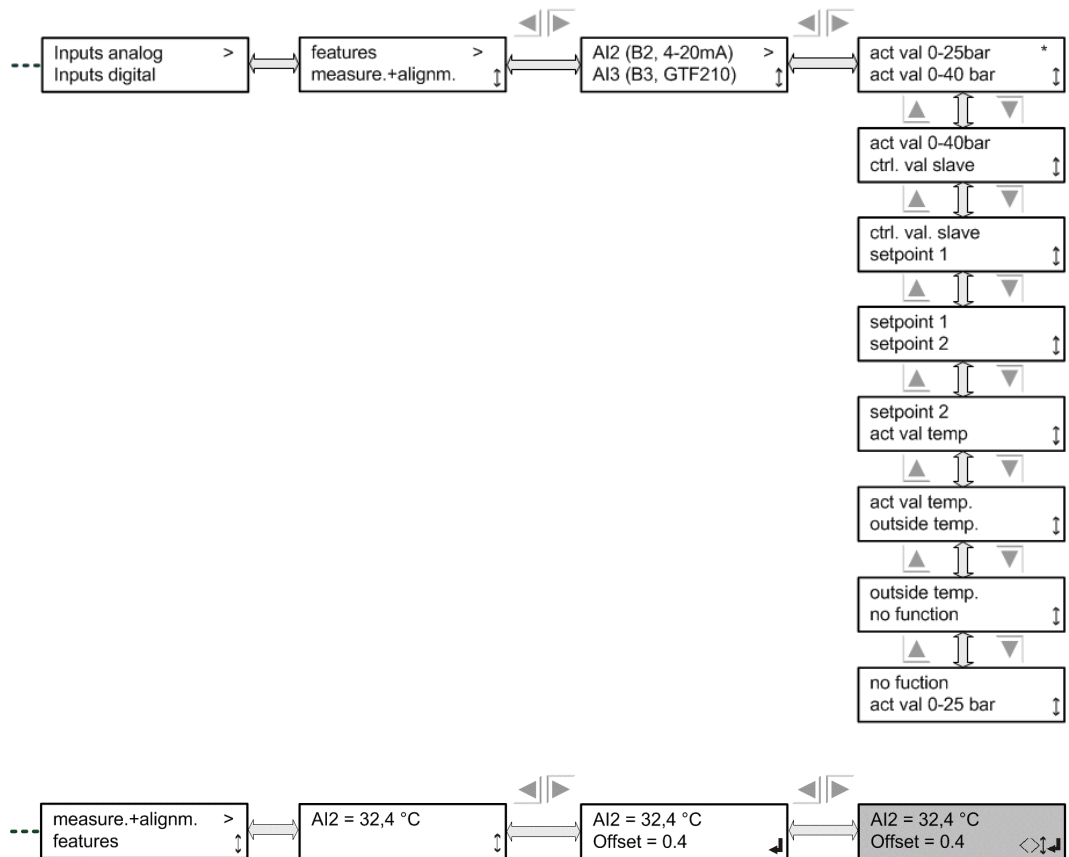 Inputs analog >
Inputs digital
features >
measure.+alignm.
AI2 (B2, 4-20mA) >
AI3 (B3, GTF210)
act val 0-25bar *
act val 0-40 bar
act val 0-40bar
ctrl. val slave
ctrl. val. slave
setpoint 1
setpoint 1
setpoint 2
setpoint 2
act val temp
act val temp.
outside temp.
outside temp.
no function
no fuction
act val 0-25 bar
measure.+alignm. >
features
AI2 = 32,4 °C
AI2 = 32,4 °C
Offset = 0.4
AI2 = 32,4 °C
Offset = 0.4